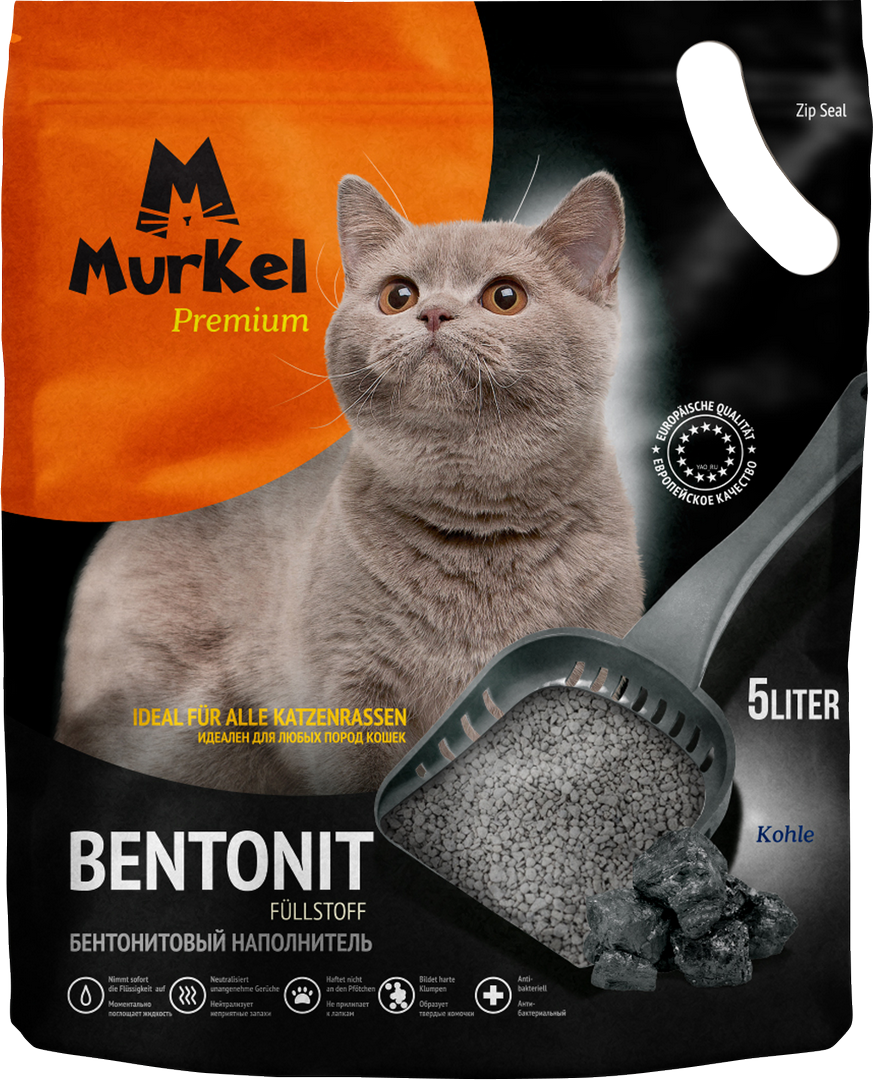 Zip Seal
MurKel
Premium
EUROPÄISCHE QUALITÄT
YAO RU
ЕВРОПЕЙСКОЕ КАЧЕСТВО
5LITER
IDEAL FÜR ALLE KATZENRASSEN
ИДЕАЛЕН ДЛЯ ЛЮБЫХ ПОРОД КОШЕК
Kohle
BENTONIT
FÜLLSTOFF
БЕНТОНИТОВЫЙ НАПОЛНИТЕЛЬ
Nimmt sofort
die Flüssigkeit auf
Моментально
поглощает жидкость
Neutralisiert
unangenehme Gerüche
Нейтрализует
неприятные запахи
Haftet nicht
an den Pfötchen
Не прилипает
к лапкам
Bildet harte
Klumpen
Образует
твердые комочки
Anti-
bakteriell
Анти-
бактериальный